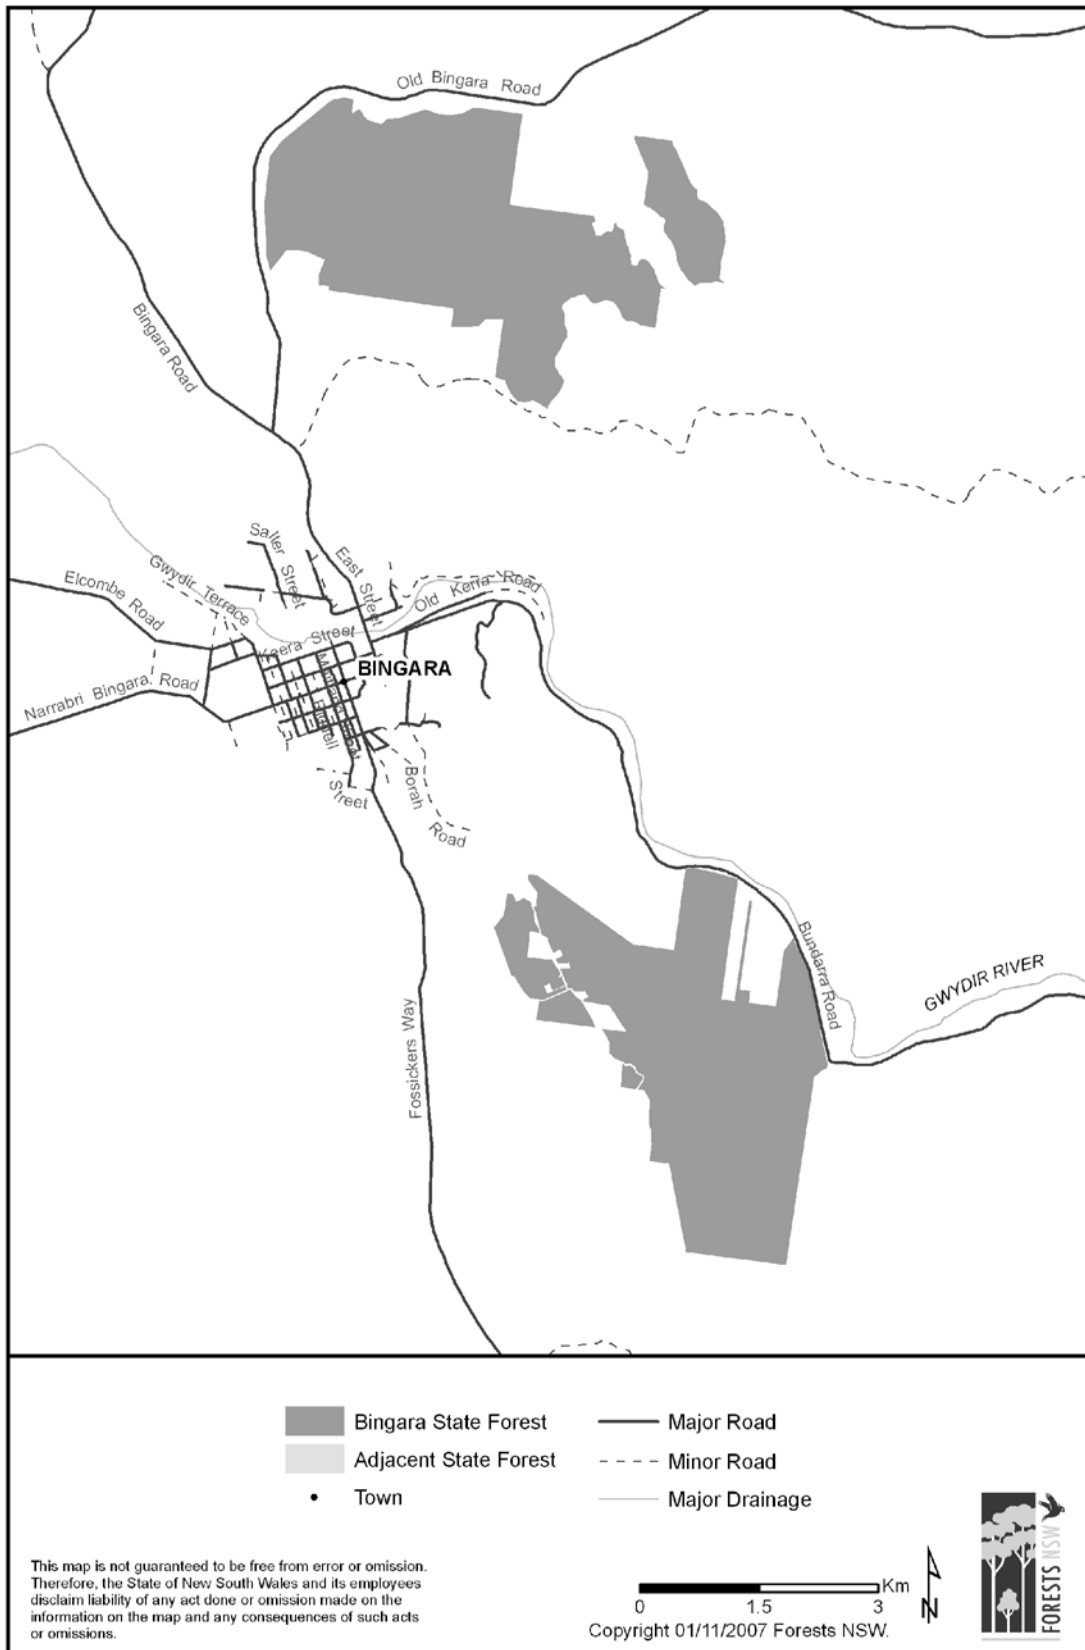 Old Bingara Road
Bingara Road
Salter Street
East Street
Gwydir Terrace
Elcombe Road
Old Kerra Road
Keera Street
BINGARA
Narrabri Bingara Road
Street
Borah Road
Bundarra Road
GWYDIR RIVER
Fossickers Way
Bingara State Forest
Adjacent State Forest
Town
Major Road
Minor Road
Major Drainage
This map is not guaranteed to be free from error or omission.
Therefore, the State of New South Wales and its employees
disclaim liability of any act done or omission made on the
information on the map and any consequences of such acts
or omissions.
Km
0 1.5 3
Copyright 01/11/2007 Forests NSW.
N
FORESTS NSW